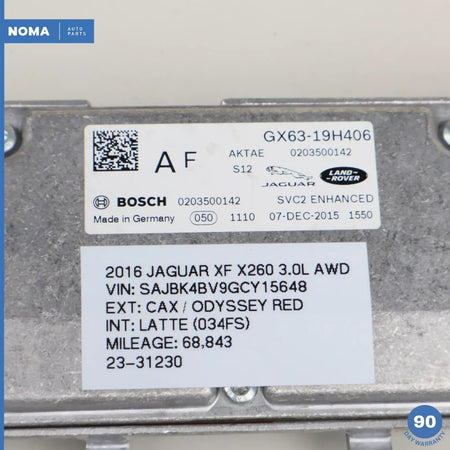 NOMA AUTO PARTS
GX63-19H406
AF AKTAE 0203500142
S12 JAGUAR LAND-ROVER
BOSCH 0203500142 SVC2 ENHANCED
Made in Germany 050 1110 07-DEC-2015 1550
2016 JAGUAR XF X260 3.0L AWD
VIN: SAJBK4BV9GCY15648
EXT: CAX / ODYSSEY RED
INT: LATTE (034FS)
MILEAGE: 68,843
23-31230
90
DAY WARRANTY